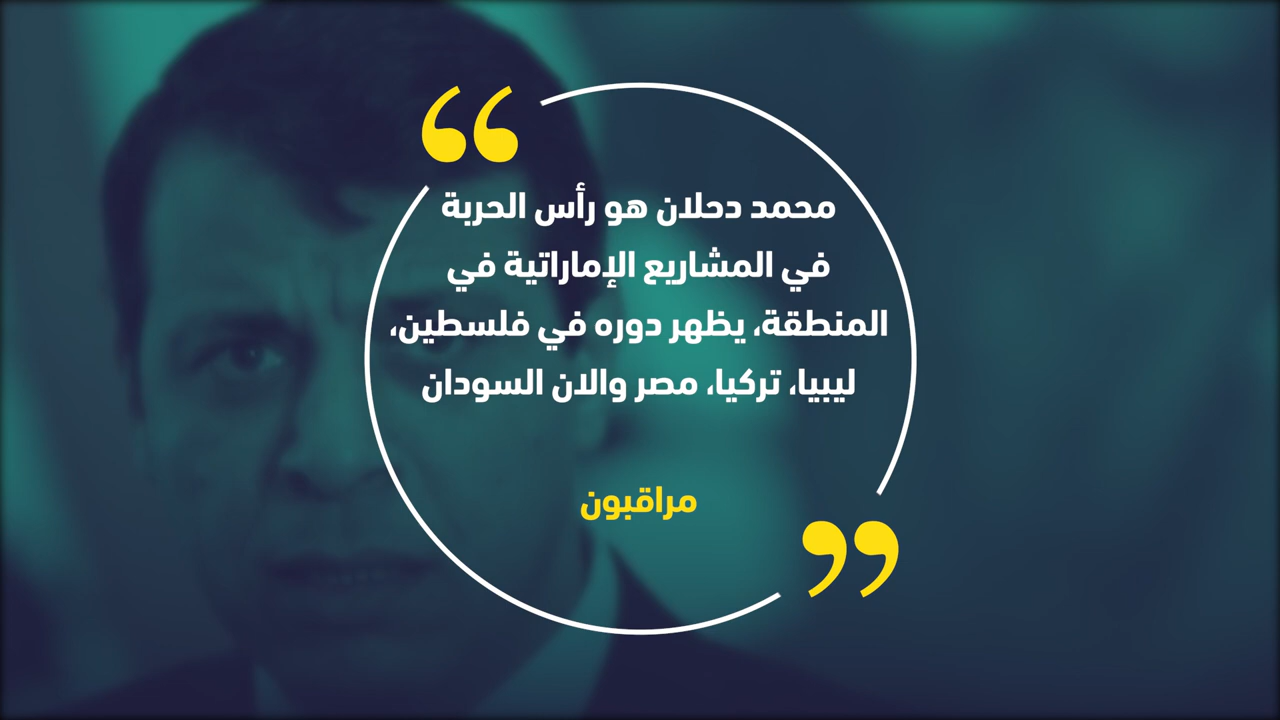 محمد دحلان هو رأس الحربة
في المشاريع الإماراتية في
المنطقة، يظهر دوره في فلسطين،
ليبيا، تركيا، مصر والان السودان
مراقبون